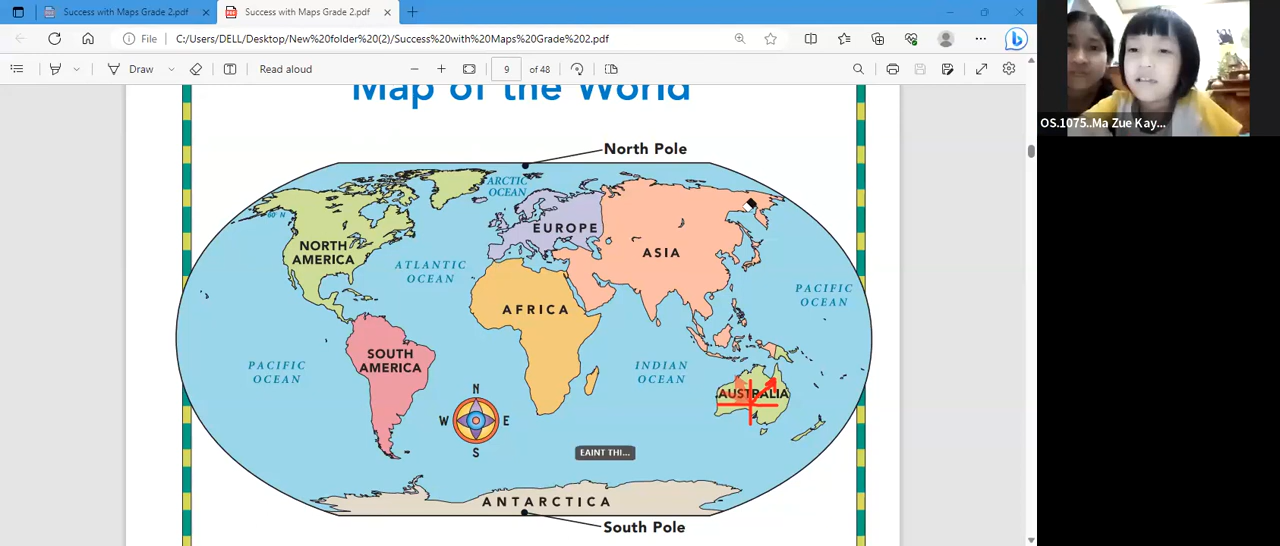 Success with Maps Grade 2.pdf
Success with Maps Grade 2.pdf
File
C:/Users/DELL/Desktop/New%20folder%20(2)/Success%20with%20Maps%20Grade%202.pdf
Draw
Read aloud
9
of 48
OS.1075..Ma Zue Kay...
Map of the World
North Pole
ARCTIC
OCEAN
60° N
NORTH
AMERICA
EUROPE
ASIA
ATLANTIC
OCEAN
PACIFIC
OCEAN
AFRICA
SOUTH
AMERICA
PACIFIC
OCEAN
INDIAN
OCEAN
AUSTRALIA
N
W
E
S
EAINT THI...
ANTARCTICA
South Pole